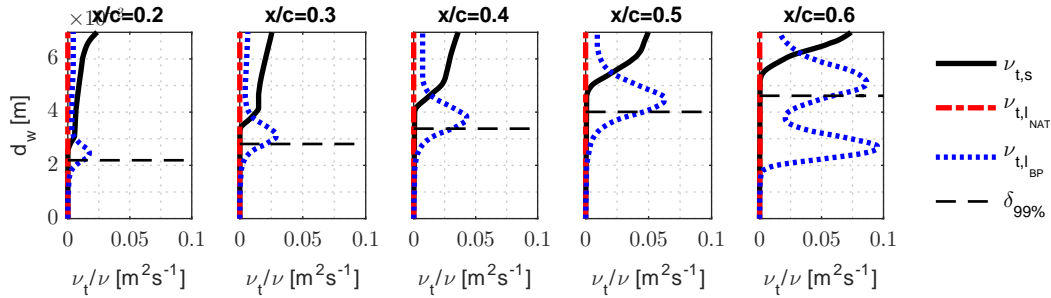 x/c=0.2 x/c=0.3 x/c=0.4 x/c=0.5 x/c=0.6
6
4
2
0
d_w [m]
0 0.05 0.1 0 0.05 0.1 0 0.05 0.1 0 0.05 0.1 0 0.05 0.1
ν_t/ν [m²s⁻¹] ν_t/ν [m²s⁻¹] ν_t/ν [m²s⁻¹] ν_t/ν [m²s⁻¹] ν_t/ν [m²s⁻¹]
ν_t,s
ν_t,I_NAT
ν_t,I_BP
δ_99%